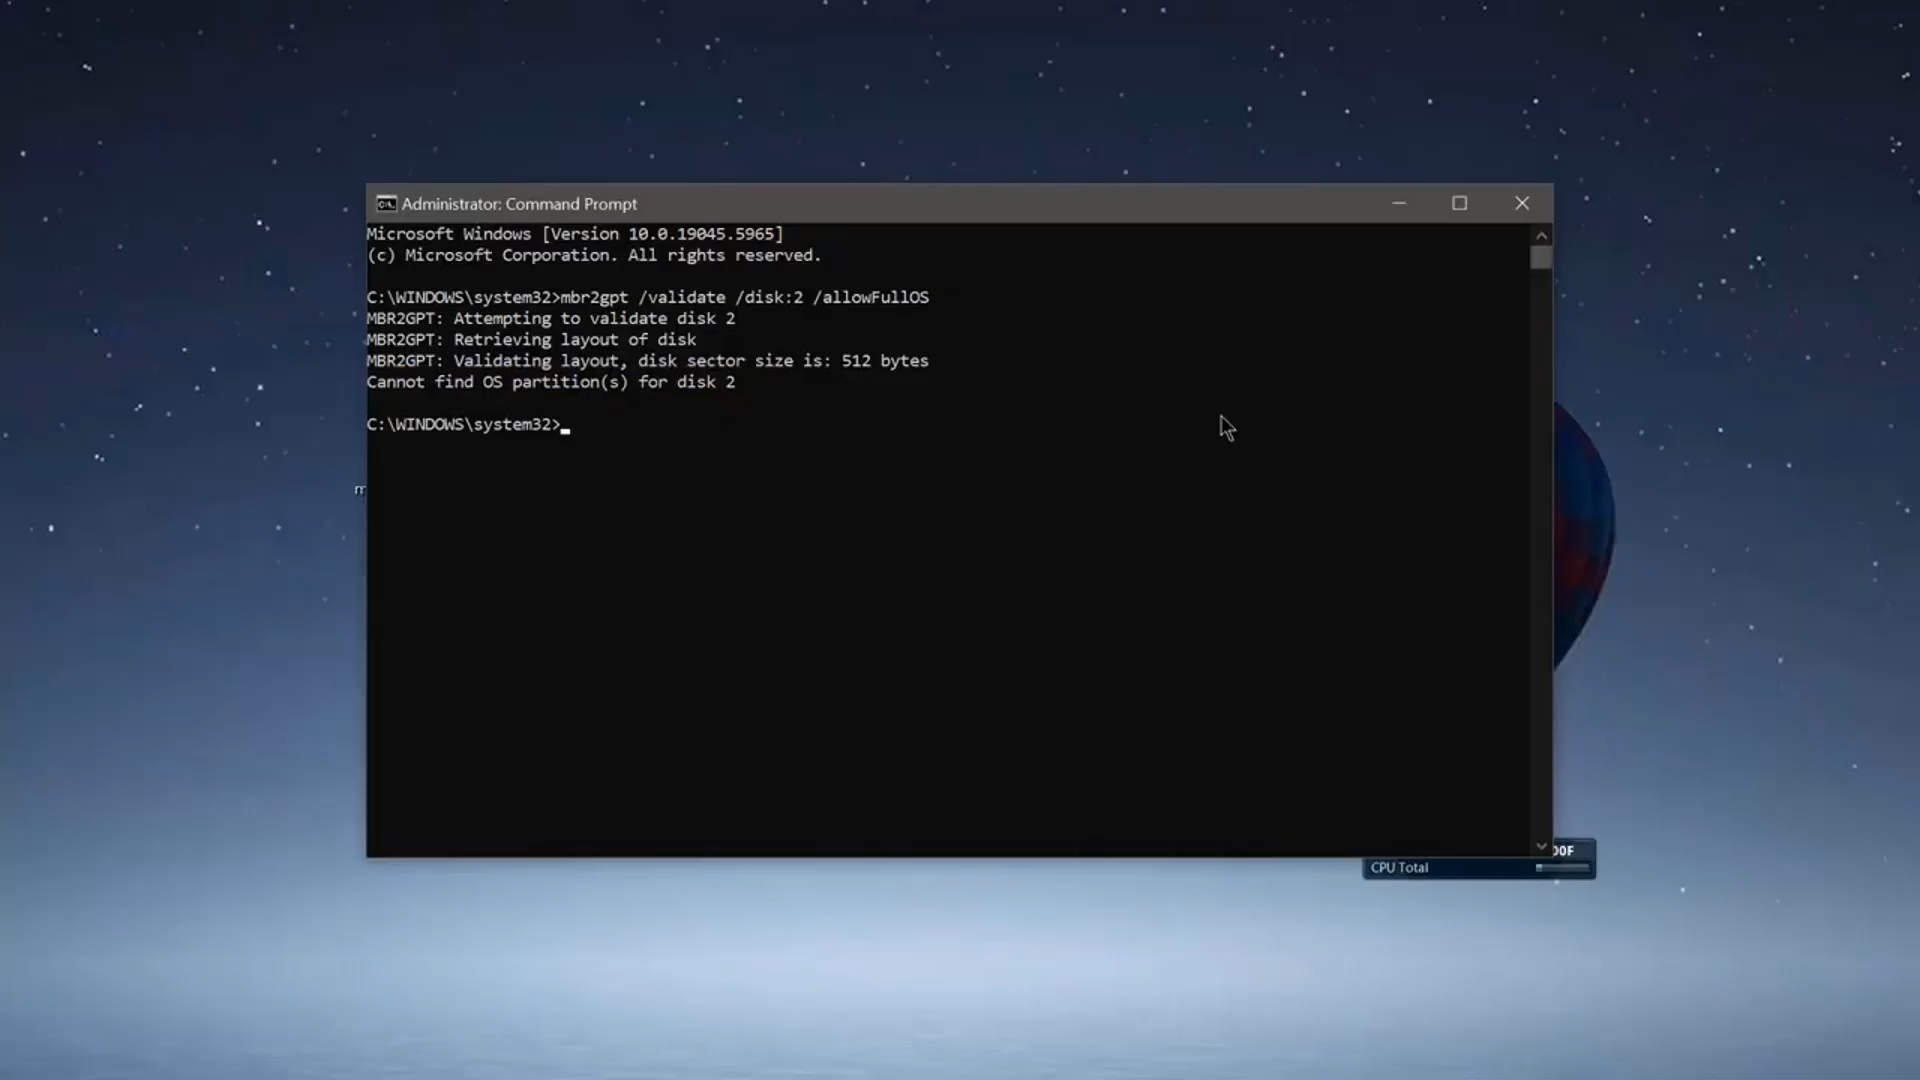 Administrator: Command Prompt
Microsoft Windows [Version 10.0.19045.5965]
(c) Microsoft Corporation. All rights reserved.
C:\WINDOWS\system32>mbr2gpt /validate /disk:2 /allowFullOS
MBR2GPT: Attempting to validate disk 2
MBR2GPT: Retrieving layout of disk
MBR2GPT: Validating layout, disk sector size is: 512 bytes
Cannot find OS partition(s) for disk 2
C:\WINDOWS\system32>
m
00F
CPU Total